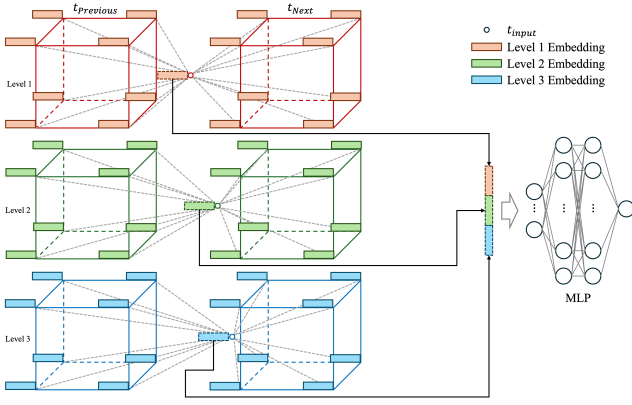 t_Previous
t_Next
t_input
Level 1 Embedding
Level 2 Embedding
Level 3 Embedding
Level 1
Level 2
Level 3
MLP